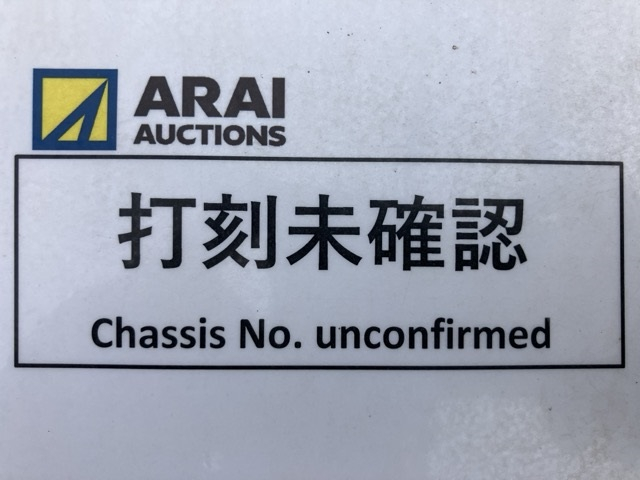 ARAI
AUCTIONS
打刻未確認
Chassis No. unconfirmed